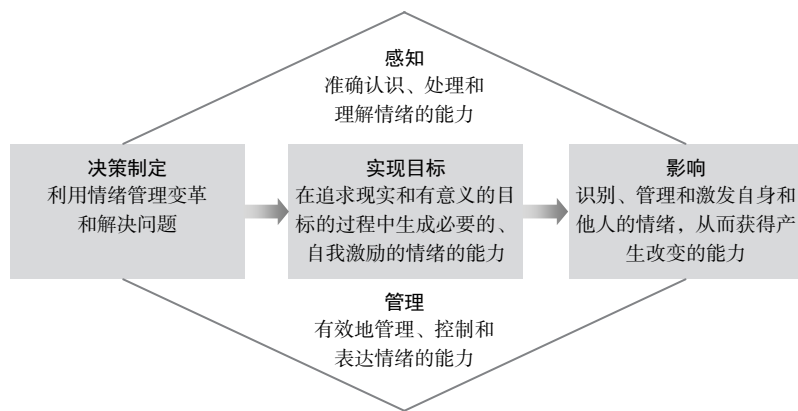 感知
准确认识、处理和
理解情绪的能力
决策制定
利用情绪管理变革
和解决问题
实现目标
在追求现实和有意义的目
标的过程中生成必要的、
自我激励的情绪的能力
影响
识别、管理和激发自身和
他人的情绪，从而获得产
生改变的能力
管理
有效地管理、控制和
表达情绪的能力